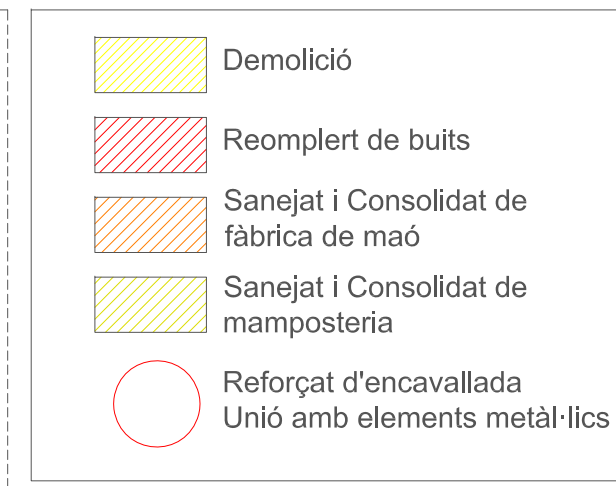 Demolició
Reomplert de buits
Sanejat i Consolidat de
fàbrica de maó
Sanejat i Consolidat de
mamposteria
Reforçat d'encavallada
Unió amb elements metàl·lics